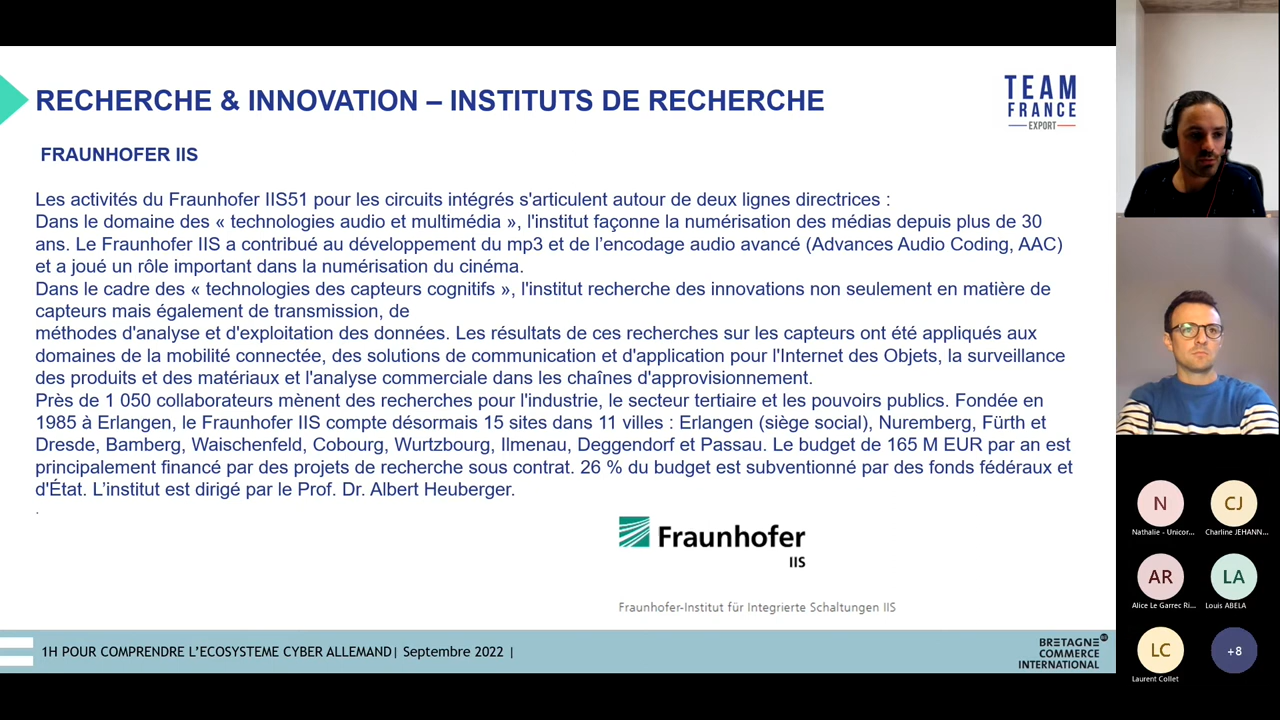 RECHERCHE & INNOVATION – INSTITUTS DE RECHERCHE
TEAM
FRANCE
EXPORT
FRAUNHOFER IIS
Les activités du Fraunhofer IIS51 pour les circuits intégrés s'articulent autour de deux lignes directrices :
Dans le domaine des « technologies audio et multimédia », l'institut façonne la numérisation des médias depuis plus de 30
ans. Le Fraunhofer IIS a contribué au développement du mp3 et de l’encodage audio avancé (Advances Audio Coding, AAC)
et a joué un rôle important dans la numérisation du cinéma.
Dans le cadre des « technologies des capteurs cognitifs », l'institut recherche des innovations non seulement en matière de
capteurs mais également de transmission, de
méthodes d'analyse et d'exploitation des données. Les résultats de ces recherches sur les capteurs ont été appliqués aux
domaines de la mobilité connectée, des solutions de communication et d'application pour l'Internet des Objets, la surveillance
des produits et des matériaux et l'analyse commerciale dans les chaînes d'approvisionnement.
Près de 1 050 collaborateurs mènent des recherches pour l'industrie, le secteur tertiaire et les pouvoirs publics. Fondée en
1985 à Erlangen, le Fraunhofer IIS compte désormais 15 sites dans 11 villes : Erlangen (siège social), Nuremberg, Fürth et
Dresde, Bamberg, Waischenfeld, Cobourg, Wurtzbourg, Ilmenau, Deggendorf et Passau. Le budget de 165 M EUR par an est
principalement financé par des projets de recherche sous contrat. 26 % du budget est subventionné par des fonds fédéraux et
d'État. L’institut est dirigé par le Prof. Dr. Albert Heuberger.
.
Fraunhofer
IIS
Fraunhofer-Institut für Integrierte Schaltungen IIS
1H POUR COMPRENDRE L’ECOSYSTEME CYBER ALLEMAND| Septembre 2022 |
BRETAGNE
COMMERCE
INTERNATIONAL
N
Nathalie - Unicor...
CJ
Charline JEHANN...
AR
Alice Le Garrec Ri...
LA
Louis ABELA
LC
Laurent Collet
+8